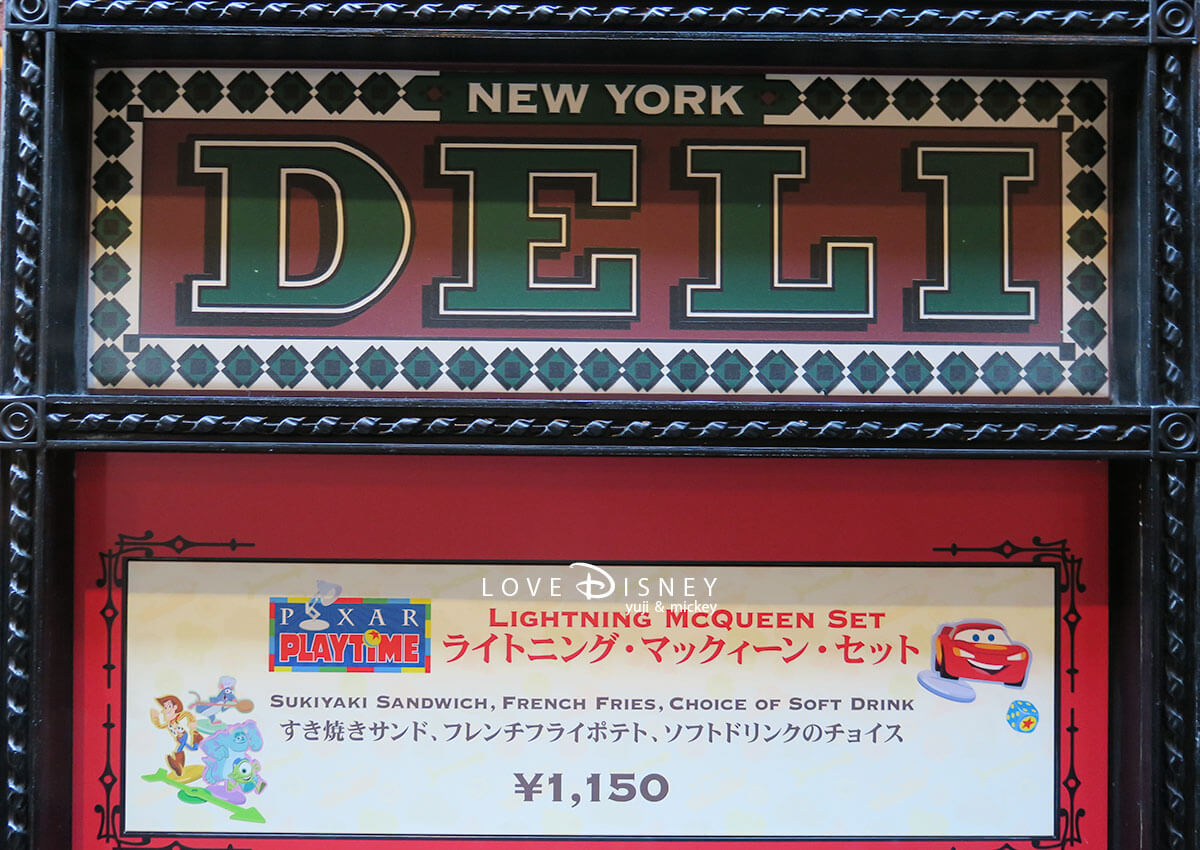 NEW YORK
DELI
LOVE DISNEY
yuji & mickey
PIXAR
PLAYTIME
LIGHTNING MCQUEEN SET
ライトニング・マックィーン・セット
SUKIYAKI SANDWICH, FRENCH FRIES, CHOICE OF SOFT DRINK
すき焼きサンド、フレンチフライポテト、ソフトドリンクのチョイス
¥1,150